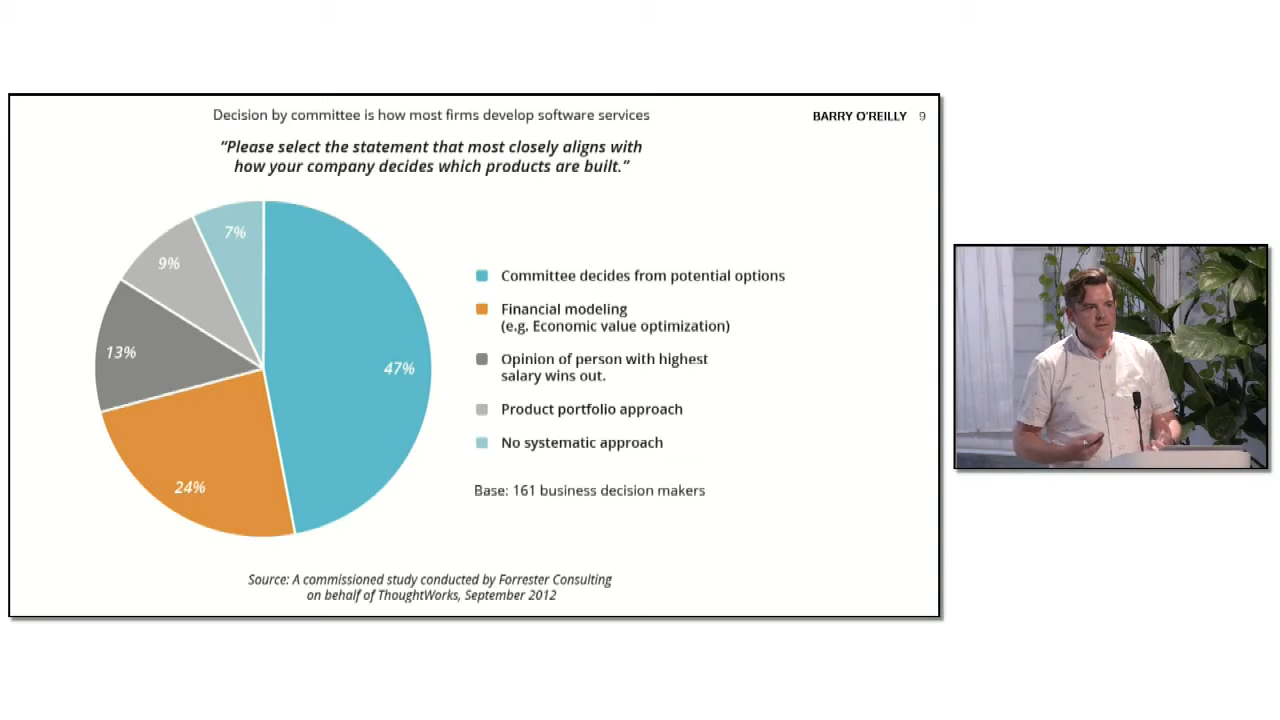 Decision by committee is how most firms develop software services
BARRY O'REILLY 9
"Please select the statement that most closely aligns with
how your company decides which products are built."
7%
9%
13%
47%
24%
Committee decides from potential options
Financial modeling
(e.g. Economic value optimization)
Opinion of person with highest
salary wins out.
Product portfolio approach
No systematic approach
Base: 161 business decision makers
Source: A commissioned study conducted by Forrester Consulting
on behalf of ThoughtWorks, September 2012